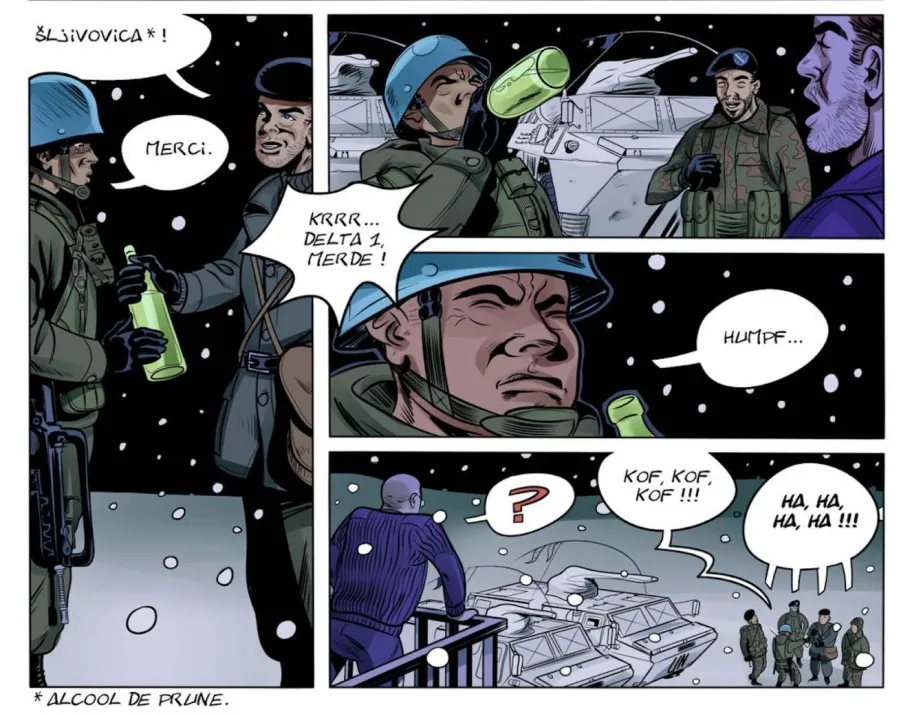 ŠLJIVOVICA* !
MERCI.
KRRR...
DELTA 1,
MERDE !
HUMPF...
?
KOF, KOF,
KOF !!!
HA, HA,
HA, HA !!!
* ALCOOL DE PRUNE.